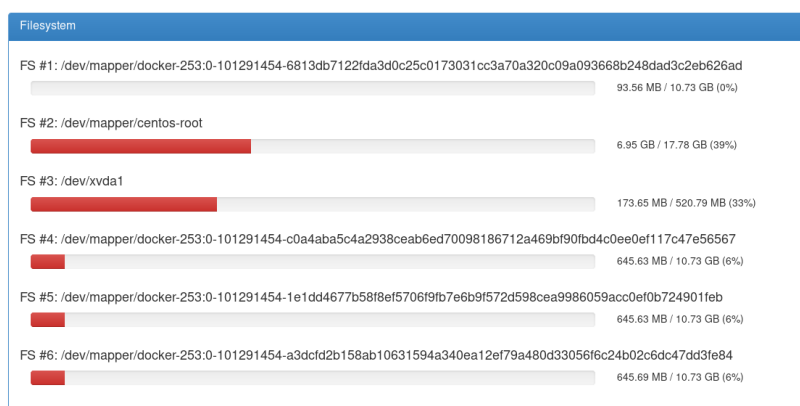 Filesystem
FS #1: /dev/mapper/docker-253:0-101291454-6813db7122fda3d0c25c0173031cc3a70a320c09a093668b248dad3c2eb626ad
93.56 MB / 10.73 GB (0%)
FS #2: /dev/mapper/centos-root
6.95 GB / 17.78 GB (39%)
FS #3: /dev/xvda1
173.65 MB / 520.79 MB (33%)
FS #4: /dev/mapper/docker-253:0-101291454-c0a4aba5c4a2938ceab6ed70098186712a469bf90fbd4c0ee0ef117c47e56567
645.63 MB / 10.73 GB (6%)
FS #5: /dev/mapper/docker-253:0-101291454-1e1dd4677b58f8ef5706f9fb7e6b9f572d598cea9986059acc0ef0b724901feb
645.63 MB / 10.73 GB (6%)
FS #6: /dev/mapper/docker-253:0-101291454-a3dcfd2b158ab10631594a340ea12ef79a480d33056f6c24b02c6dc47dd3fe84
645.69 MB / 10.73 GB (6%)